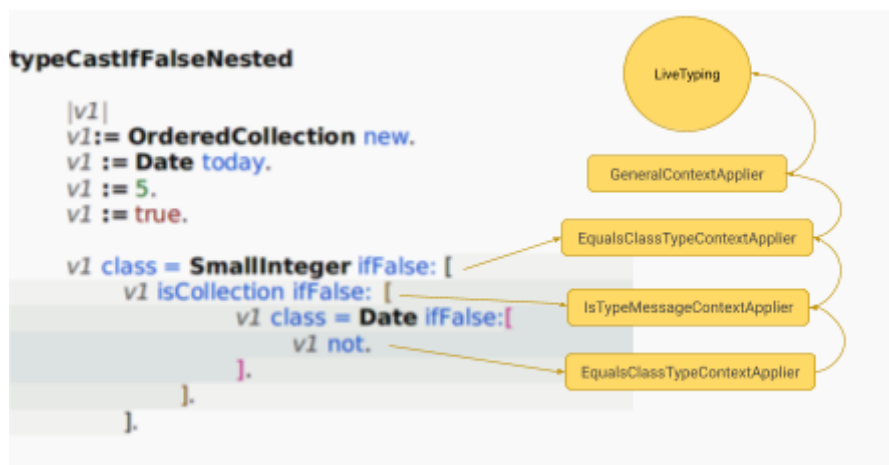 typeCastIfFalseNested
|v1|
v1:= OrderedCollection new.
v1 := Date today.
v1 := 5.
v1 := true.
v1 class = SmallInteger ifFalse: [
v1 isCollection ifFalse: [
v1 class = Date ifFalse:[
v1 not.
].
].
].
LiveTyping
GeneralContextApplier
EqualsClassTypeContextApplier
IsTypeMessageContextApplier
EqualsClassTypeContextApplier